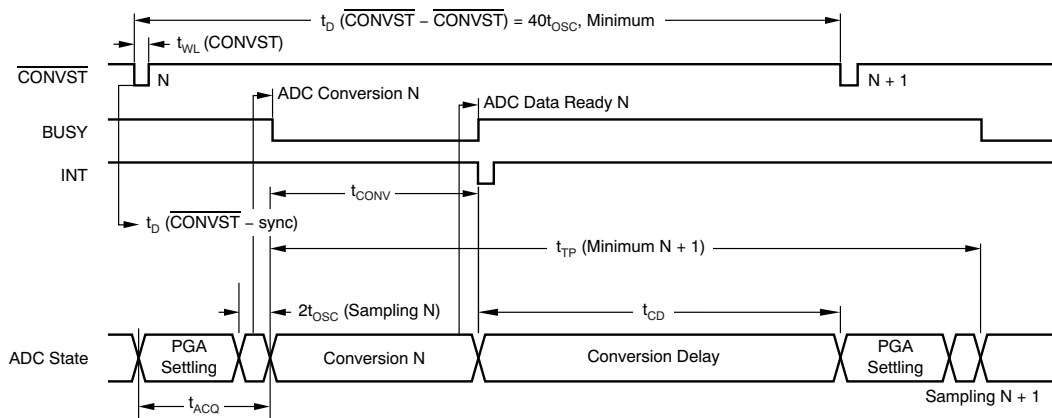 t_D (CONVST – CONVST) = 40t_OSC, Minimum
t_WL (CONVST)
CONVST
N
N + 1
ADC Conversion N
ADC Data Ready N
BUSY
INT
t_CONV
t_D (CONVST – sync)
t_TP (Minimum N + 1)
2t_OSC (Sampling N)
t_CD
ADC State
PGA
Settling
Conversion N
Conversion Delay
PGA
Settling
Sampling N + 1
t_ACQ